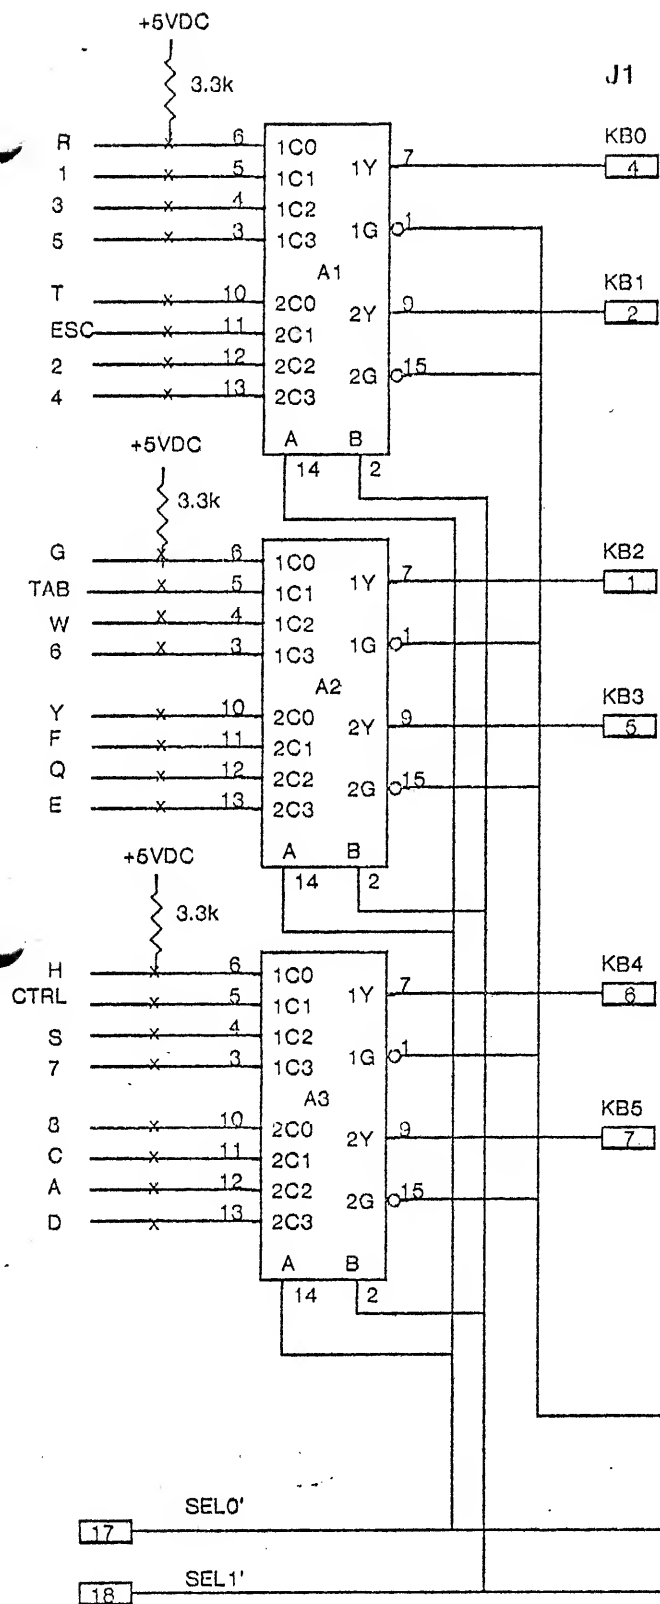 +5VDC
3.3k
J1
R 6 1C0
1 5 1C1 1Y 7 KB0 4
3 4 1C2
5 3 1C3 1G 1
A1
T 10 2C0
ESC 11 2C1 2Y 9 KB1 2
2 12 2C2
4 13 2C3 2G 15
A B
14 2
+5VDC
3.3k
G 6 1C0
TAB 5 1C1 1Y 7 KB2 1
W 4 1C2
6 3 1C3 1G 1
A2
Y 10 2C0
F 11 2C1 2Y 9 KB3 5
Q 12 2C2
E 13 2C3 2G 15
A B
14 2
+5VDC
3.3k
H 6 1C0
CTRL 5 1C1 1Y 7 KB4 6
S 4 1C2
7 3 1C3 1G 1
A3
8 10 2C0
C 11 2C1 2Y 9 KB5 7
A 12 2C2
D 13 2C3 2G 15
A B
14 2
SEL0'
17
SEL1'
18